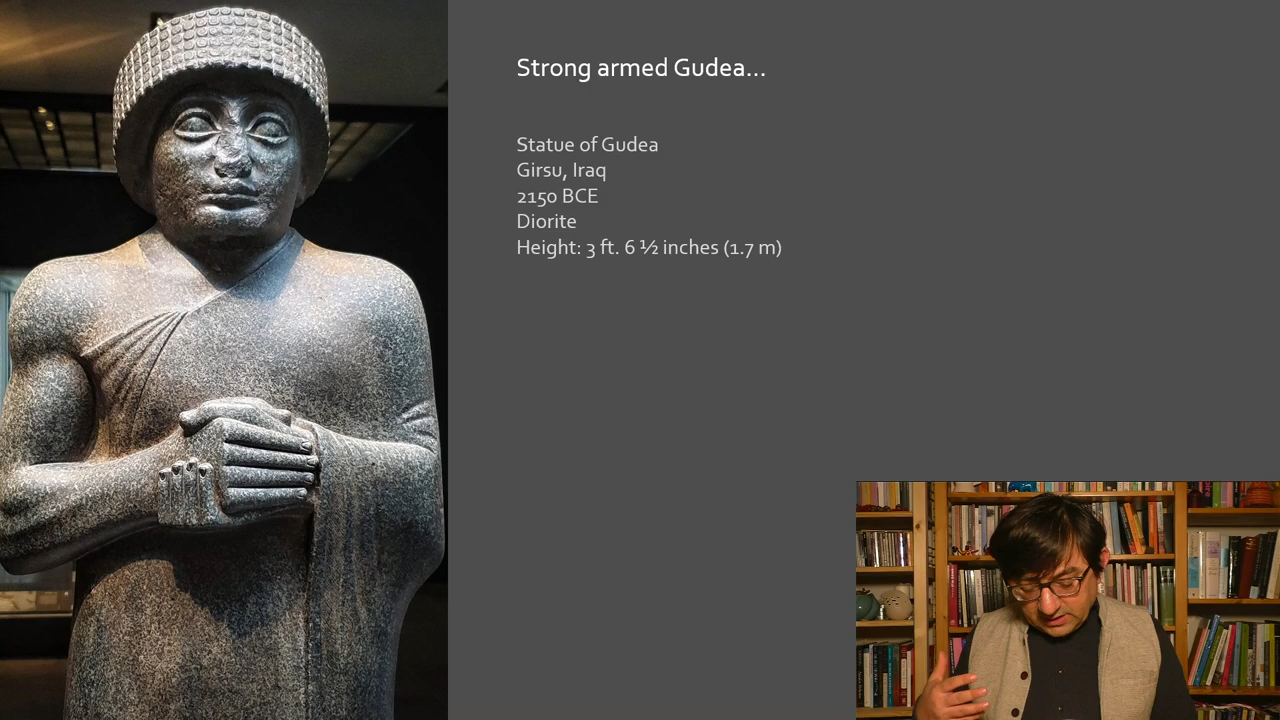 Strong armed Gudea...
Statue of Gudea
Girsu, Iraq
2150 BCE
Diorite
Height: 3 ft. 6 ½ inches (1.7 m)